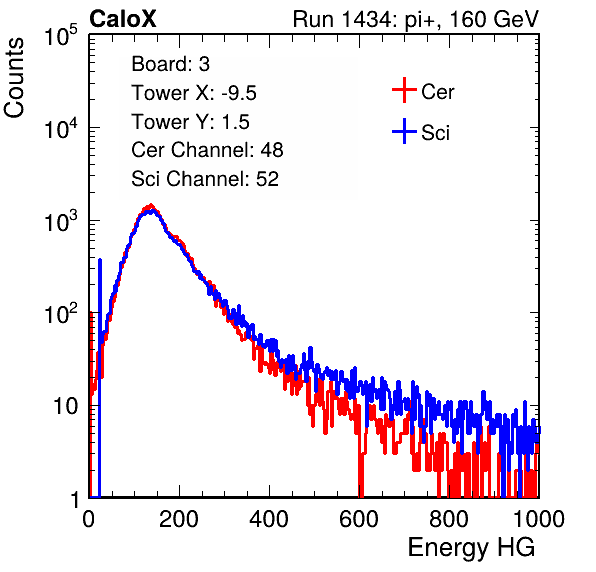 CaloX Run 1434: pi+, 160 GeV
Counts
Board: 3
Tower X: -9.5
Tower Y: 1.5
Cer Channel: 48
Sci Channel: 52
Cer
Sci
10^5
10^4
10^3
10^2
10
1
0 200 400 600 800 1000
Energy HG